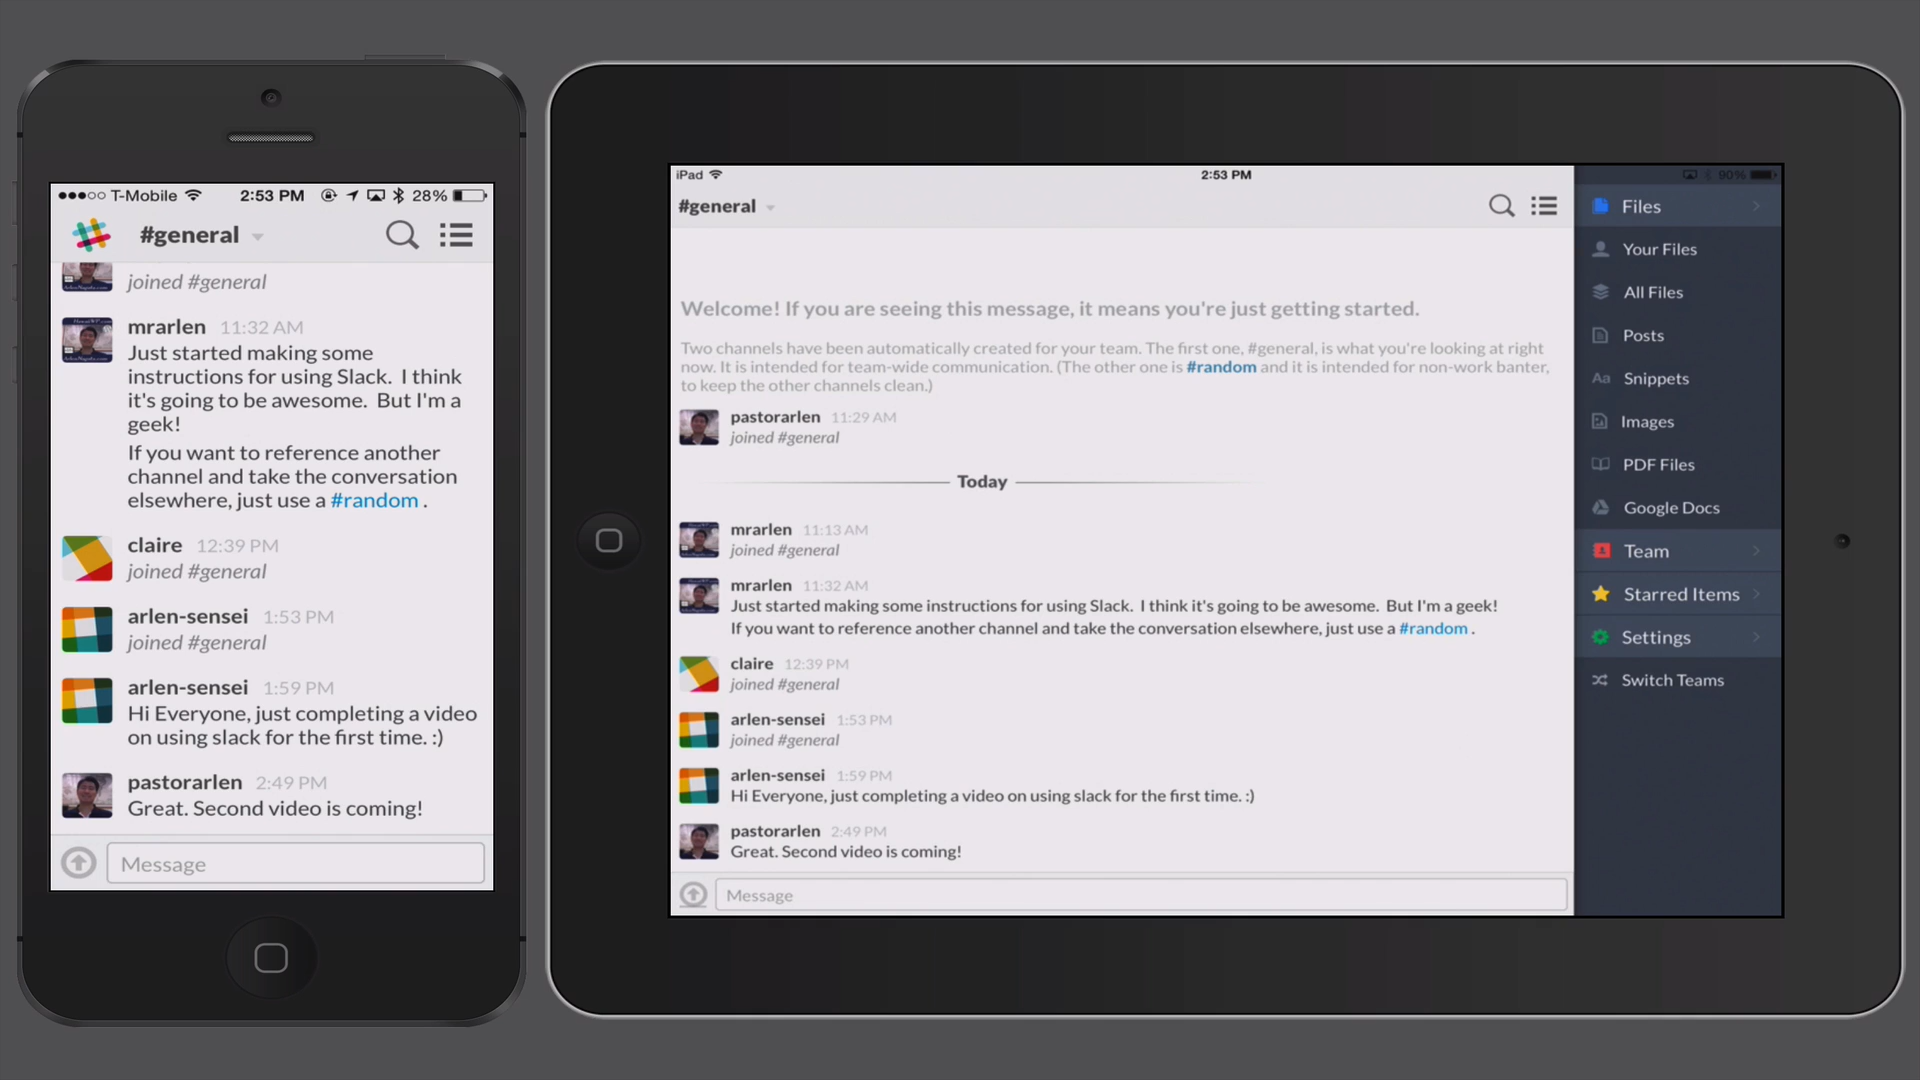 T-Mobile 2:53 PM 28%
#general
joined #general
mrarlen 11:32 AM
Just started making some
instructions for using Slack. I think
it's going to be awesome. But I'm a
geek!
If you want to reference another
channel and take the conversation
elsewhere, just use a #random .
claire 12:39 PM
joined #general
arlen-sensei 1:53 PM
joined #general
arlen-sensei 1:59 PM
Hi Everyone, just completing a video
on using slack for the first time. :)
pastorarlen 2:49 PM
Great. Second video is coming!
Message
iPad 2:53 PM 90%
#general
Welcome! If you are seeing this message, it means you're just getting started.
Two channels have been automatically created for your team. The first one, #general, is what you're looking at right
now. It is intended for team-wide communication. (The other one is #random and it is intended for non-work banter,
to keep the other channels clean.)
pastorarlen 11:29 AM
joined #general
Today
mrarlen 11:13 AM
joined #general
mrarlen 11:32 AM
Just started making some instructions for using Slack. I think it's going to be awesome. But I'm a geek!
If you want to reference another channel and take the conversation elsewhere, just use a #random .
claire 12:39 PM
joined #general
arlen-sensei 1:53 PM
joined #general
arlen-sensei 1:59 PM
Hi Everyone, just completing a video on using slack for the first time. :)
pastorarlen 2:49 PM
Great. Second video is coming!
Message
Files
Your Files
All Files
Posts
Aa Snippets
Images
PDF Files
Google Docs
Team
Starred Items
Settings
Switch Teams